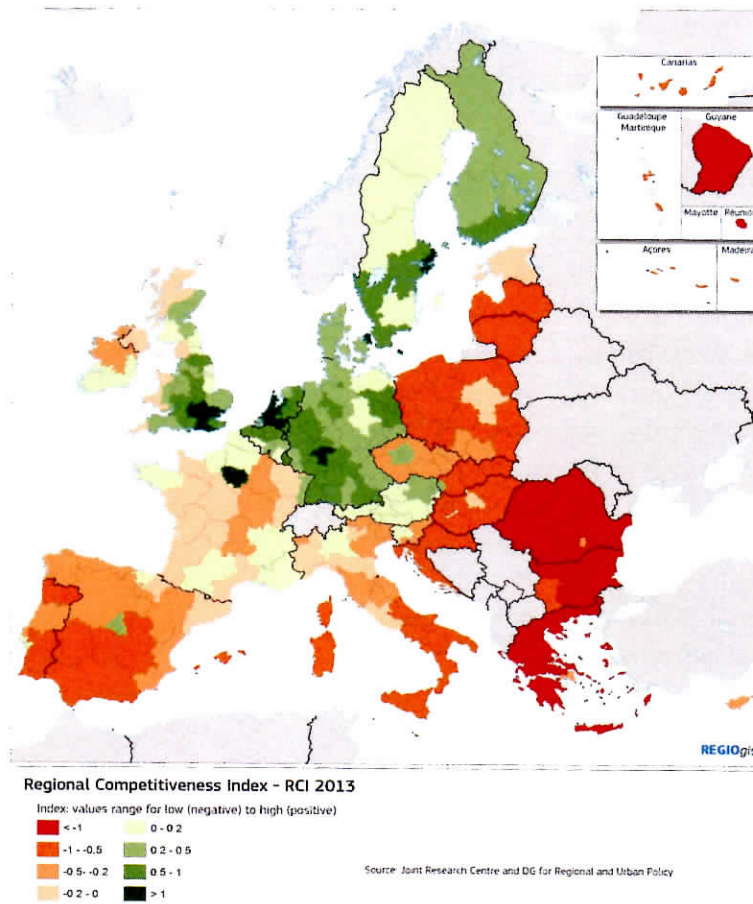 Canarias
Guadeloupe
Martinique
Guyane
Mayotte
Réunion
Açores
Madeira
REGIOgis
Regional Competitiveness Index - RCI 2013
Index: values range for low (negative) to high (positive)
< -1
-1 - -0.5
-0.5 - -0.2
-0.2 - 0
0 - 0.2
0.2 - 0.5
0.5 - 1
> 1
Source: Joint Research Centre and DG for Regional and Urban Policy